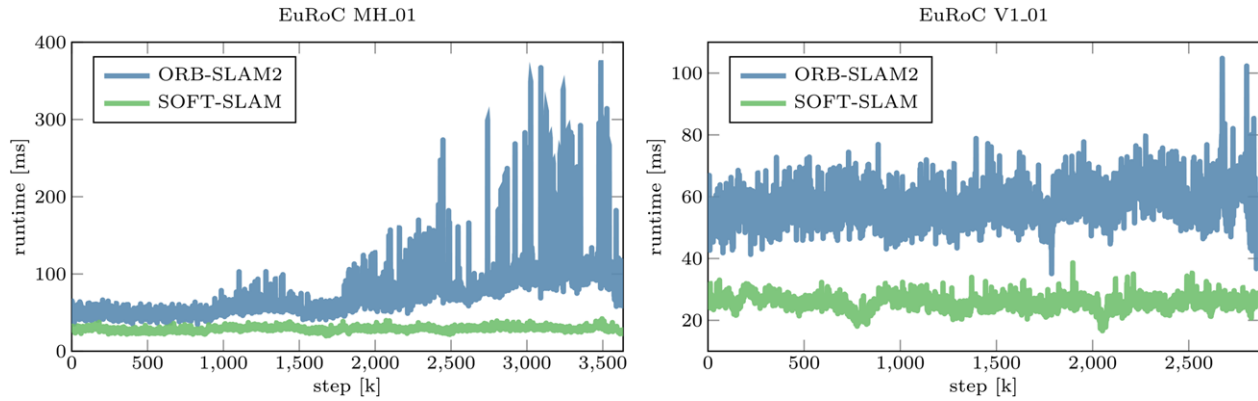 EuRoC MH_01
400
300
200
100
0
runtime [ms]
ORB-SLAM2
SOFT-SLAM
0 500 1,000 1,500 2,000 2,500 3,000 3,500
step [k]
EuRoC V1_01
100
80
60
40
20
runtime [ms]
ORB-SLAM2
SOFT-SLAM
0 500 1,000 1,500 2,000 2,500
step [k]